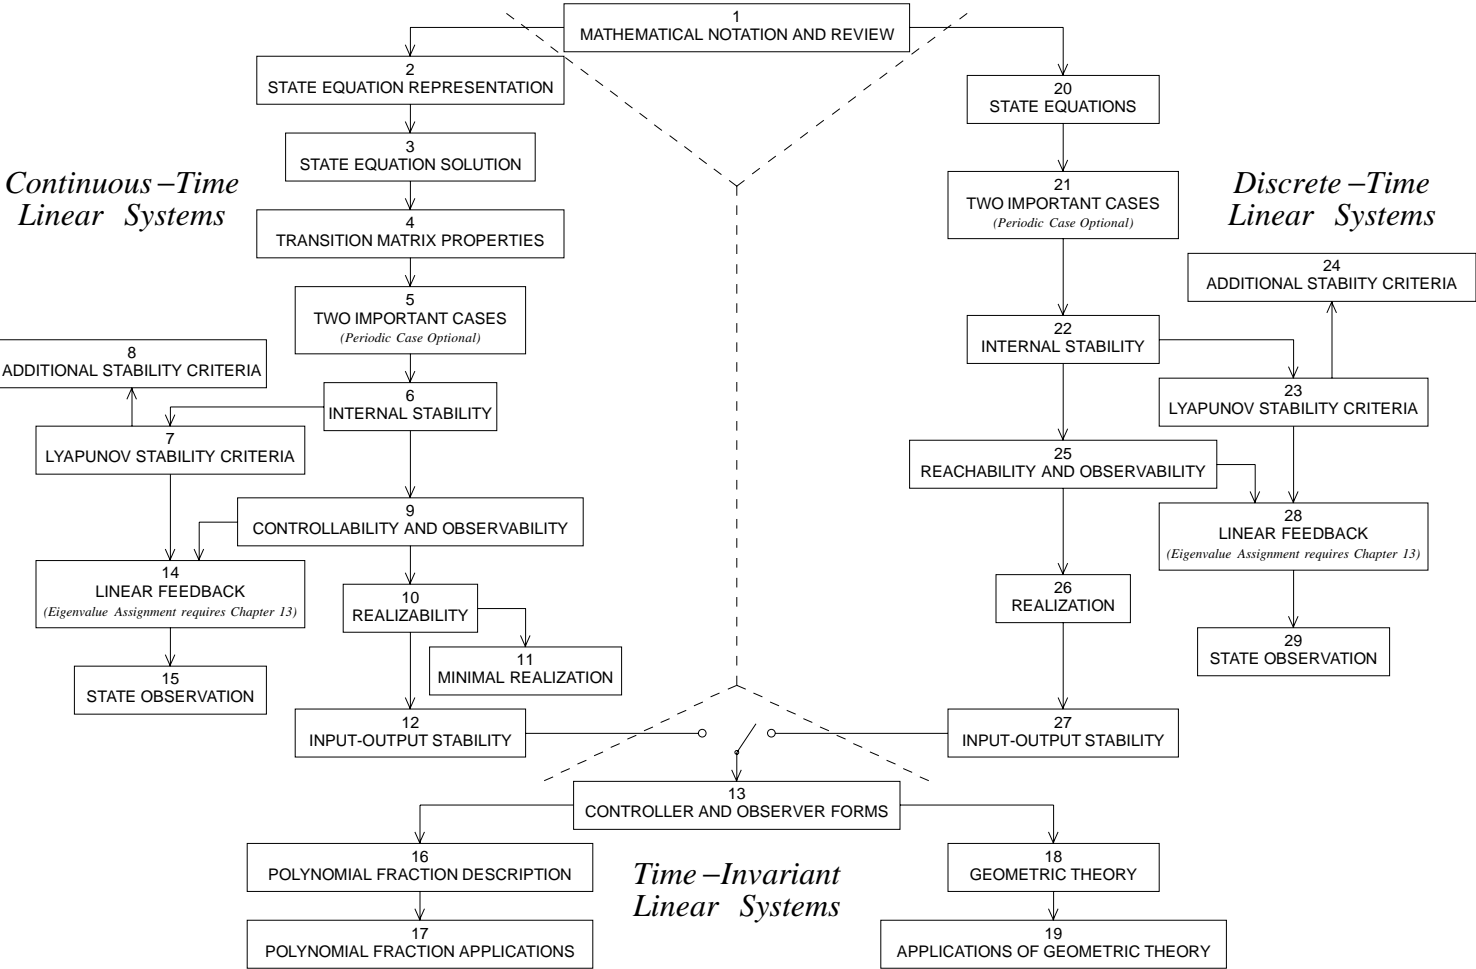 1
MATHEMATICAL NOTATION AND REVIEW
2
STATE EQUATION REPRESENTATION
3
STATE EQUATION SOLUTION
Continuous –Time
Linear Systems
4
TRANSITION MATRIX PROPERTIES
5
TWO IMPORTANT CASES
(Periodic Case Optional)
8
ADDITIONAL STABILITY CRITERIA
6
INTERNAL STABILITY
7
LYAPUNOV STABILITY CRITERIA
9
CONTROLLABILITY AND OBSERVABILITY
14
LINEAR FEEDBACK
(Eigenvalue Assignment requires Chapter 13)
10
REALIZABILITY
11
MINIMAL REALIZATION
15
STATE OBSERVATION
12
INPUT-OUTPUT STABILITY
20
STATE EQUATIONS
21
TWO IMPORTANT CASES
(Periodic Case Optional)
Discrete –Time
Linear Systems
24
ADDITIONAL STABIITY CRITERIA
22
INTERNAL STABILITY
23
LYAPUNOV STABILITY CRITERIA
25
REACHABILITY AND OBSERVABILITY
28
LINEAR FEEDBACK
(Eigenvalue Assignment requires Chapter 13)
26
REALIZATION
29
STATE OBSERVATION
27
INPUT-OUTPUT STABILITY
13
CONTROLLER AND OBSERVER FORMS
16
POLYNOMIAL FRACTION DESCRIPTION
Time –Invariant
Linear Systems
18
GEOMETRIC THEORY
17
POLYNOMIAL FRACTION APPLICATIONS
19
APPLICATIONS OF GEOMETRIC THEORY